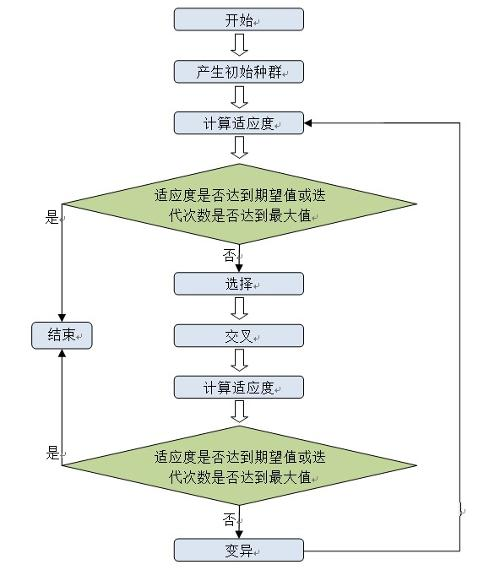 开始
产生初始种群
计算适应度
适应度是否达到期望值或迭
代次数是否达到最大值
是
否
选择
结束
交叉
计算适应度
适应度是否达到期望值或迭
代次数是否达到最大值
是
否
变异